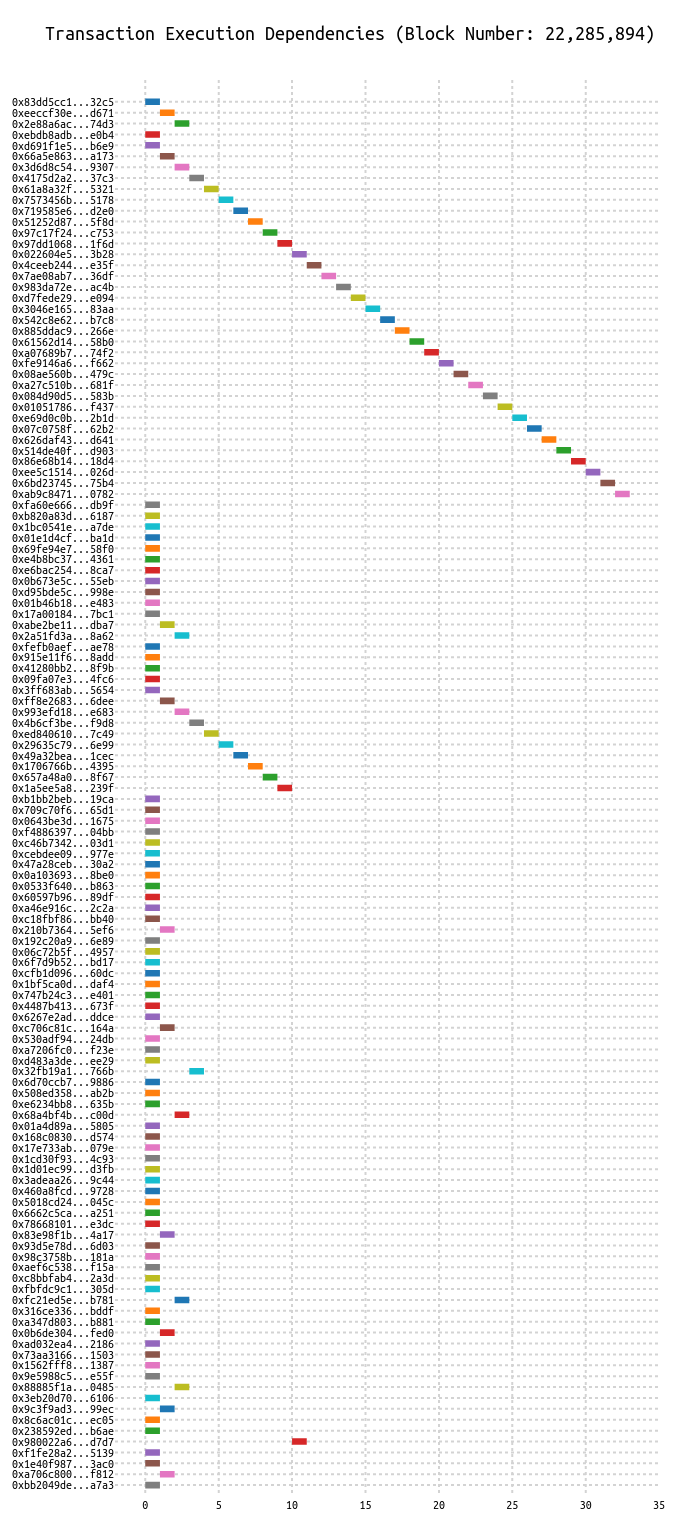 Transaction Execution Dependencies (Block Number: 22,285,894)
0x83dd5cc1...32c5
0xeeccf30e...d671
0x2e88a6ac...74d3
0xebdb8adb...e0b4
0xd691f1e5...b6e9
0x66a5e863...a173
0x3d6d8c54...9307
0x4175d2a2...37c3
0x61a8a32f...5321
0x7573456b...5178
0x719585e6...d2e0
0x51252d87...5f8d
0x97c17f24...c753
0x97dd1068...1f6d
0x022604e5...3b28
0x4ceeb244...e35f
0x7ae08ab7...36df
0x983da72e...ac4b
0xd7fede29...e094
0x3046e165...83aa
0x542c8e62...b7c8
0x885ddac9...266e
0x61562d14...58b0
0xa07689b7...74f2
0xfe9146a6...f662
0x08ae560b...479c
0xa27c510b...681f
0x084d90d5...583b
0x01051786...f437
0xe69d0c0b...2b1d
0x07c0758f...62b2
0x626daf43...d641
0x514de40f...d903
0x86e68b14...18d4
0xee5c1514...026d
0x6bd23745...75b4
0xab9c8471...0782
0xfa60e666...db9f
0xb820a83d...6187
0x1bc0541e...a7de
0x01e1d4cf...ba1d
0x69fe94e7...58f0
0xe4b8bc37...4361
0xe6bac254...8ca7
0x0b673e5c...55eb
0xd95bde5c...998e
0x01b46b18...e483
0x17a00184...7bc1
0xabe2be11...dba7
0x2a51fd3a...8a62
0xfefb0aef...ae78
0x915e11f6...8add
0x41280bb2...8f9b
0x09fa07e3...4fc6
0x3ff683ab...5654
0xff8e2683...6dee
0x993efd18...e683
0x4b6cf3be...f9d8
0xed840610...7c49
0x29635c79...6e99
0x49a32bea...1cec
0x1706766b...4395
0x657a48a0...8f67
0x1a5ee5a8...239f
0xb1bb2beb...19ca
0x709c70f6...65d1
0x0643be3d...1675
0xf4886397...04bb
0xc46b7342...03d1
0xcebdee09...977e
0x47a28ceb...30a2
0x0a103693...8be0
0x0533f640...b863
0x60597b96...89df
0xa46e916c...2c2a
0xc18fbf86...bb40
0x210b7364...5ef6
0x192c20a9...6e89
0x06c72b5f...4957
0x6f7d9b52...bd17
0xcfb1d096...60dc
0x1bf5ca0d...daf4
0x747b24c3...e401
0x4487b413...673f
0x6267e2ad...ddce
0xc706c81c...164a
0x530adf94...24db
0xa7206fc0...f23e
0xd483a3de...ee29
0x32fb19a1...766b
0x6d70ccb7...9886
0x508ed358...ab2b
0xe6234bb8...635b
0x68a4bf4b...c00d
0x01a4d89a...5805
0x168c0830...d574
0x17e733ab...079e
0x1cd30f93...4c93
0x1d01ec99...d3fb
0x3adeaa26...9c44
0x460a8fcd...9728
0x5018cd24...045c
0x6662c5ca...a251
0x78668101...e3dc
0x83e98f1b...4a17
0x93d5e78d...6d03
0x98c3758b...181a
0xaef6c538...f15a
0xc8bbfab4...2a3d
0xfbfdc9c1...305d
0xfc21ed5e...b781
0x316ce336...bddf
0xa347d803...b881
0x0b6de304...fed0
0xad032ea4...2186
0x73aa3166...1503
0x1562fff8...1387
0x9e5988c5...e55f
0x88885f1a...0485
0x3eb20d70...6106
0x9c3f9ad3...99ec
0x8c6ac01c...ec05
0x238592ed...b6ae
0x980022a6...d7d7
0xf1fe28a2...5139
0x1e40f987...3ac0
0xa706c800...f812
0xbb2049de...a7a3
0 5 10 15 20 25 30 35